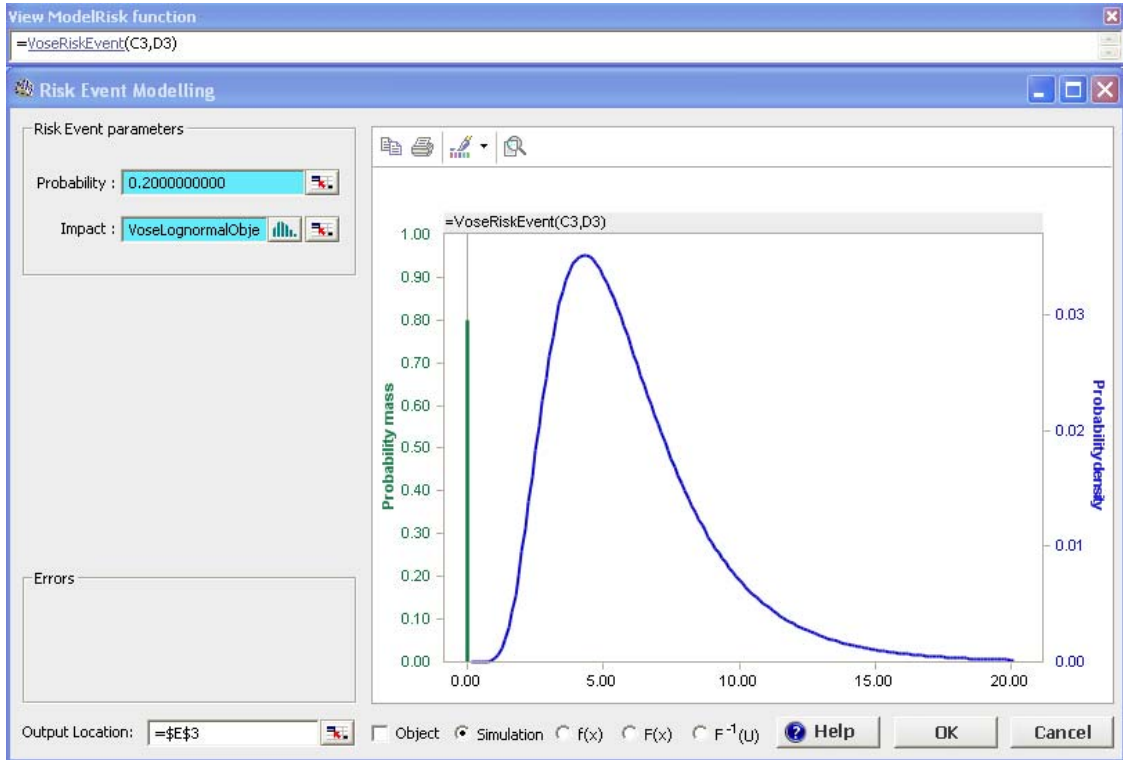 View ModelRisk function
=VoseRiskEvent(C3,D3)
Risk Event Modelling
Risk Event parameters
Probability : 0.2000000000
Impact : VoseLognormalObje
Errors
Output Location: =$E$3
=VoseRiskEvent(C3,D3)
1.00
0.90
0.80
0.70
0.60
0.50
0.40
0.30
0.20
0.10
0.00
Probability mass
0.03
0.02
0.01
0.00
Probability density
0.00 5.00 10.00 15.00 20.00
Object Simulation f(x) F(x) F⁻¹(U) Help OK Cancel